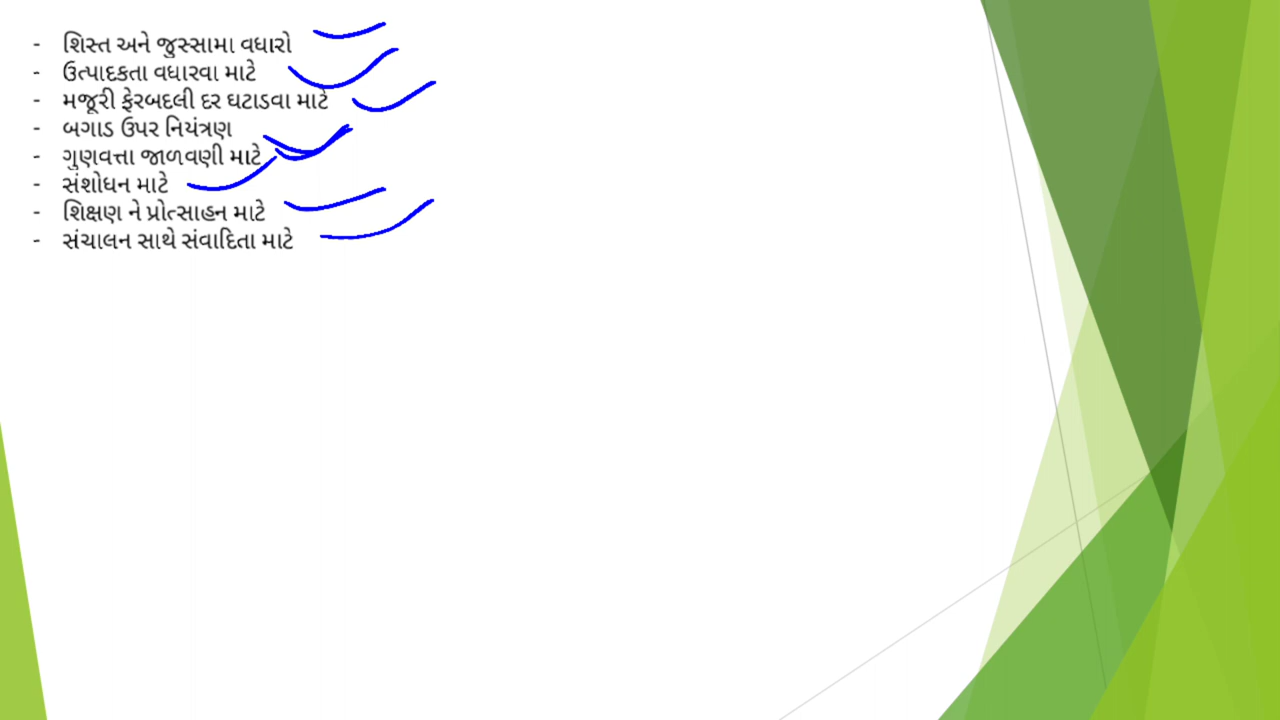 - શિસ્ત અને જુસ્સામા વધારો
- ઉત્પાદકતા વધારવા માટે
- મજૂરી ફેરબદલી દર ઘટાડવા માટે
- બગાડ ઉપર નિયંત્રણ
- ગુણવત્તા જાળવણી માટે
- સંશોધન માટે
- શિક્ષણ ને પ્રોત્સાહન માટે
- સંચાલન સાથે સંવાદિતા માટે